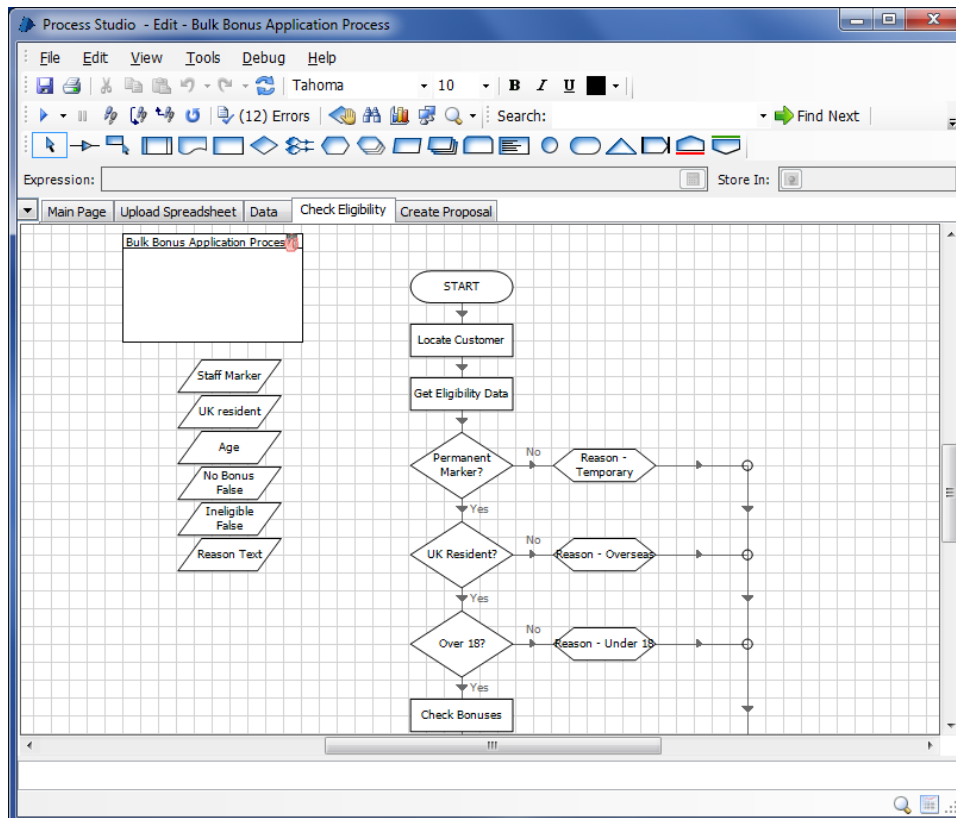 Process Studio - Edit - Bulk Bonus Application Process
File Edit View Tools Debug Help
Tahoma 10 B I U
(12) Errors Search: Find Next
Expression: Store In:
Main Page Upload Spreadsheet Data Check Eligibility Create Proposal
Bulk Bonus Application Process
START
Locate Customer
Staff Marker
Get Eligibility Data
UK resident
Age
Permanent
Marker?
No
Reason -
Temporary
No Bonus
False
Yes
Ineligible
False
Reason Text
UK Resident?
No
Reason - Overseas
Yes
Over 18?
No
Reason - Under 18
Yes
Check Bonuses